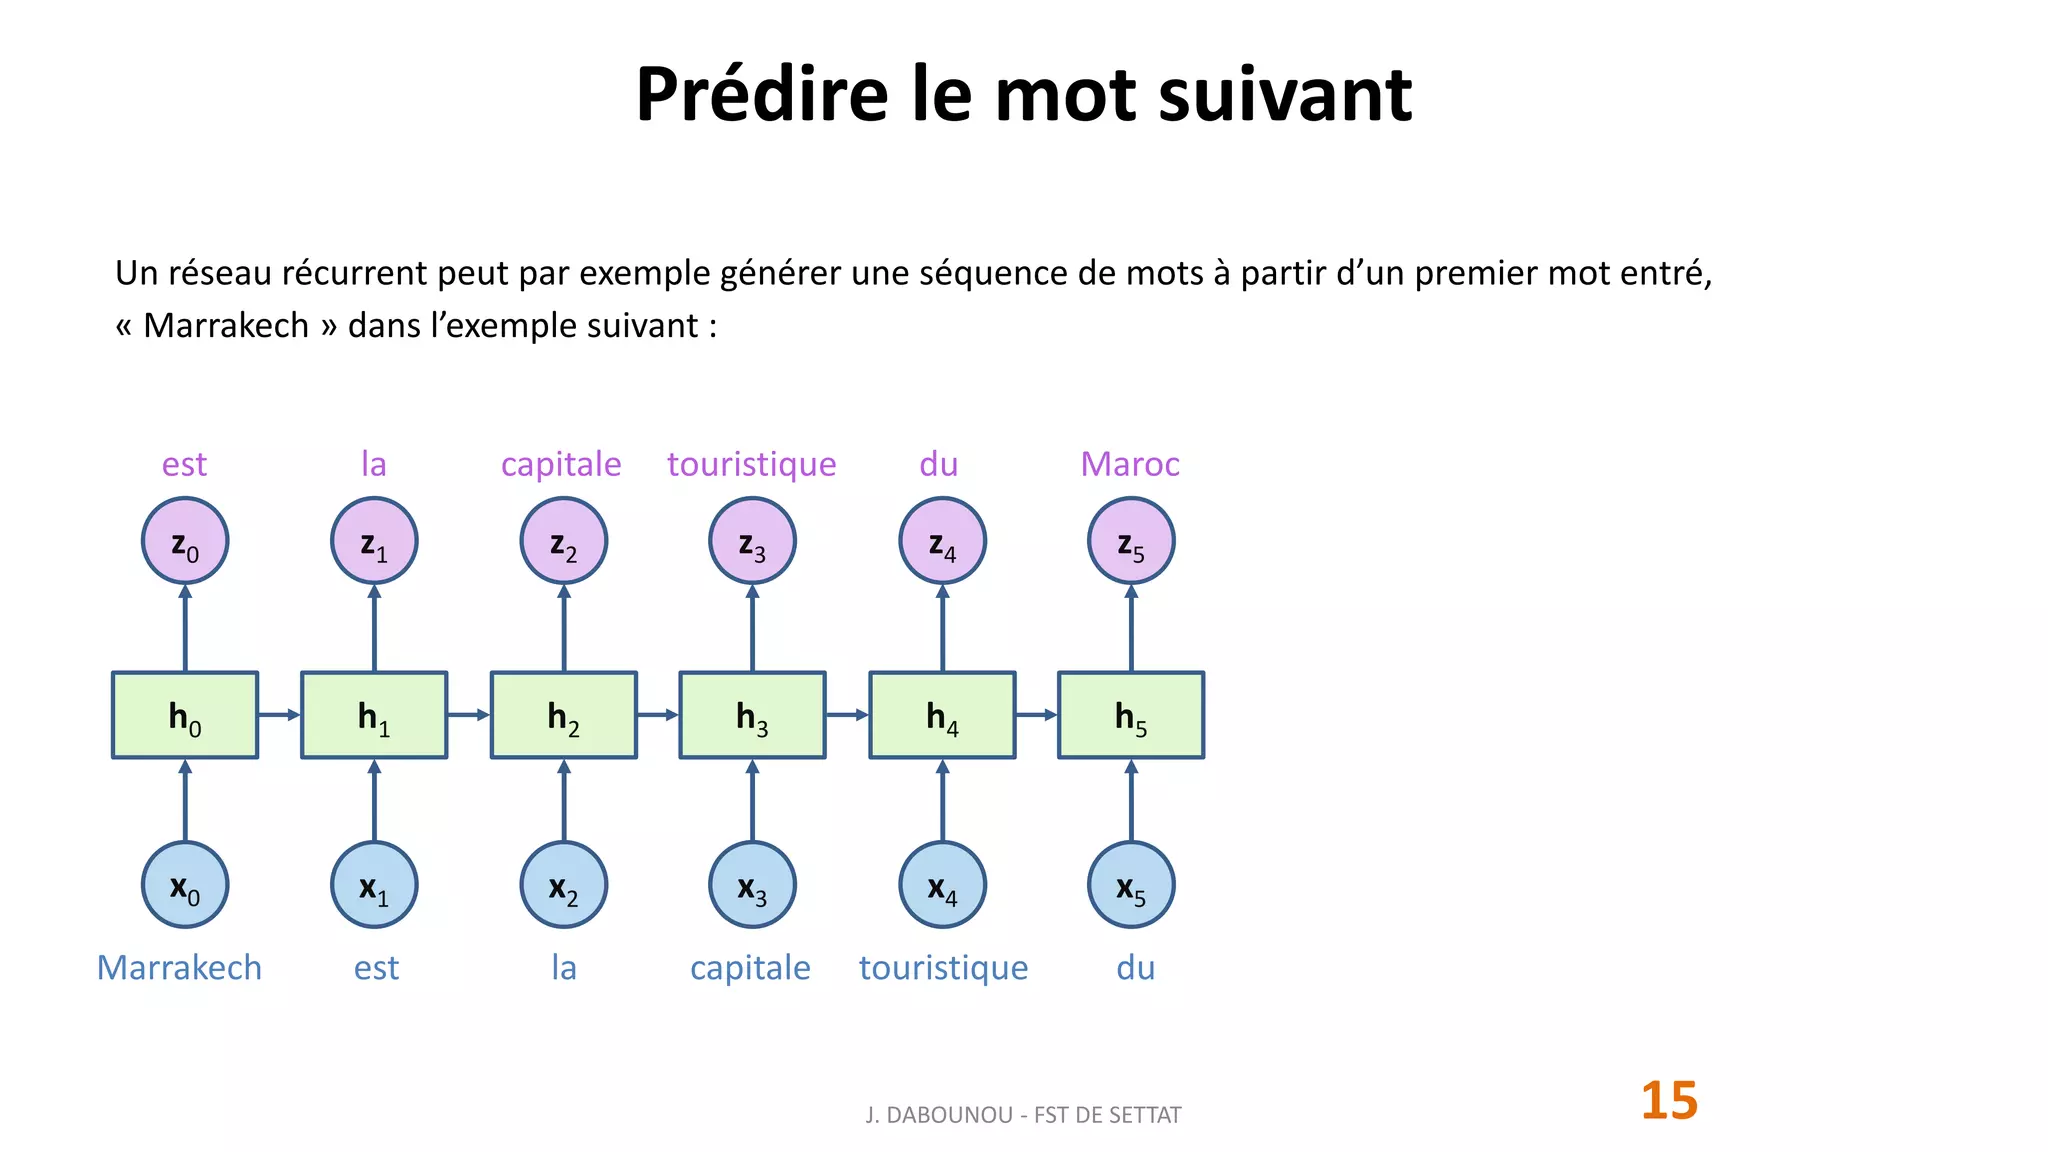 Prédire le mot suivant
Un réseau récurrent peut par exemple générer une séquence de mots à partir d’un premier mot entré,
« Marrakech » dans l’exemple suivant :
est la capitale touristique du Maroc
z0 z1 z2 z3 z4 z5
h0 h1 h2 h3 h4 h5
x0 x1 x2 x3 x4 x5
Marrakech est la capitale touristique du
J. DABOUNOU - FST DE SETTAT
15